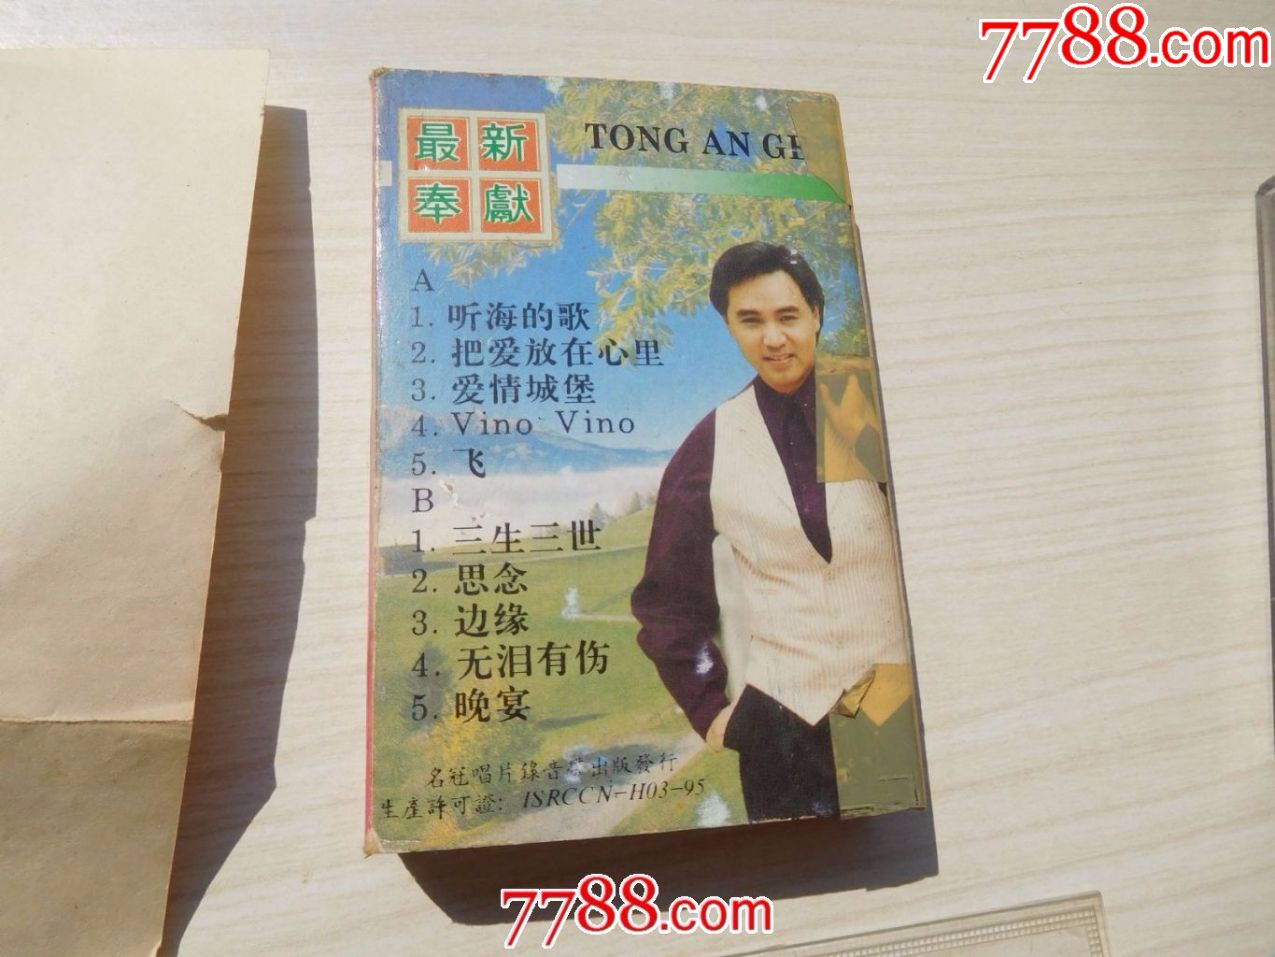 7788.com
最新
奉獻
TONG AN GE
A
1. 听海的歌
2. 把爱放在心里
3. 爱情城堡
4. Vino Vino
5. 飞
B
1. 三生三世
2. 思念
3. 边缘
4. 无泪有伤
5. 晚宴
名冠唱片錄音帶出版發行
生產許可證: ISRCCN-H03-95
7788.com